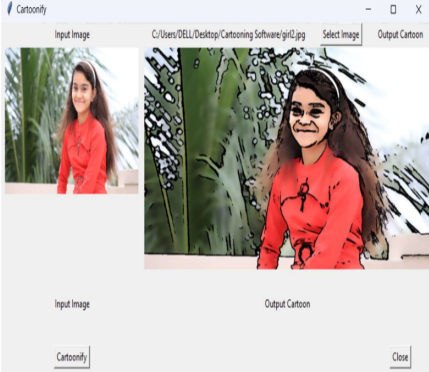 Cartoonify
Input Image C:/Users/DELL/Desktop/Cartooning Software/girl2.jpg Select Image Output Cartoon
Input Image Output Cartoon
Cartoonify Close